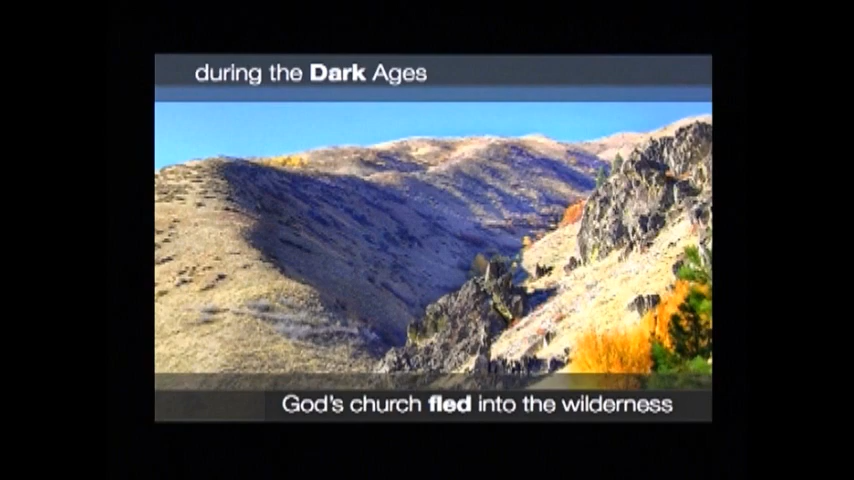 during the Dark Ages
God's church fled into the wilderness